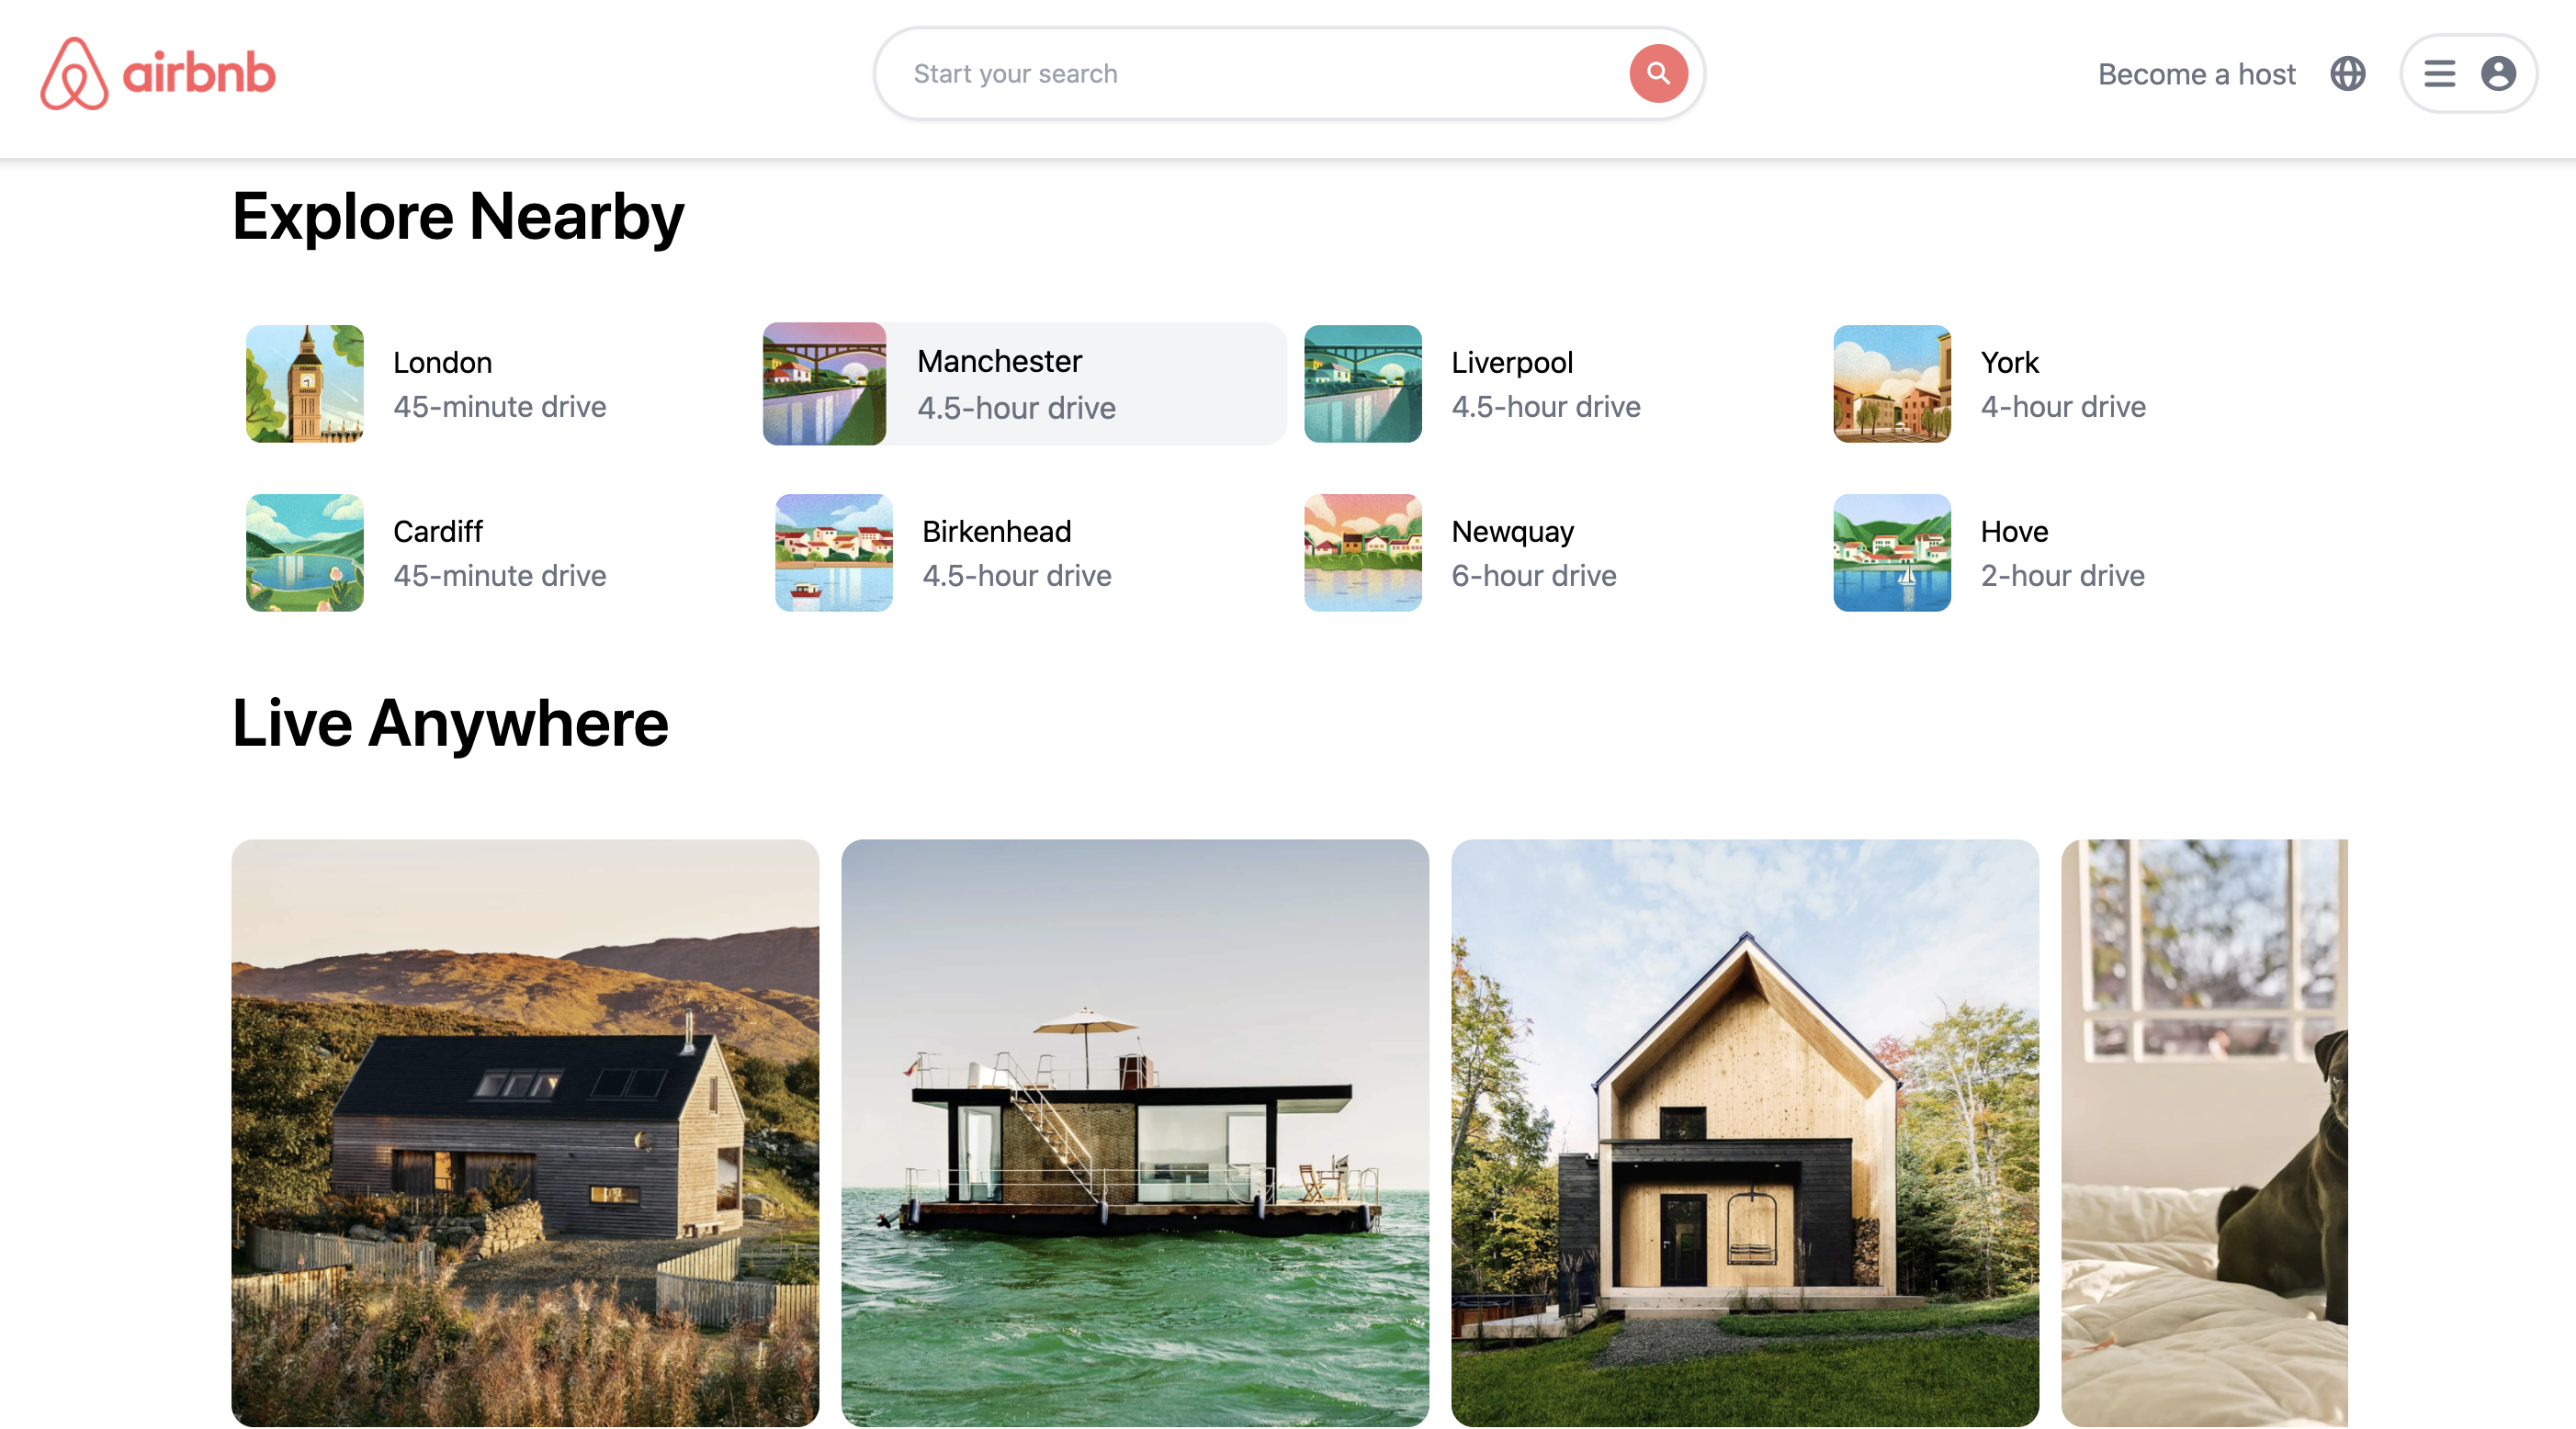 airbnb
Start your search
Become a host
Explore Nearby
London
45-minute drive
Manchester
4.5-hour drive
Liverpool
4.5-hour drive
York
4-hour drive
Cardiff
45-minute drive
Birkenhead
4.5-hour drive
Newquay
6-hour drive
Hove
2-hour drive
Live Anywhere